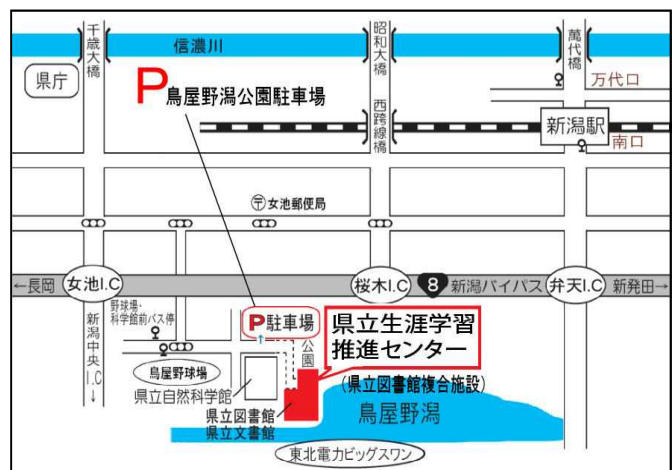 千歳大橋
信濃川
昭和大橋
萬代橋
県庁
P 鳥屋野潟公園駐車場
西跨線橋
万代口
新潟駅
南口
〒女池郵便局
←長岡
女池I.C
桜木I.C
8
新潟バイパス
弁天I.C
新発田→
新潟中央I.C↓
野球場・
科学館前バス停
P駐車場
公園
県立生涯学習
推進センター
鳥屋野球場
県立自然科学館
(県立図書館複合施設)
県立図書館
県立文書館
鳥屋野潟
東北電力ビッグスワン